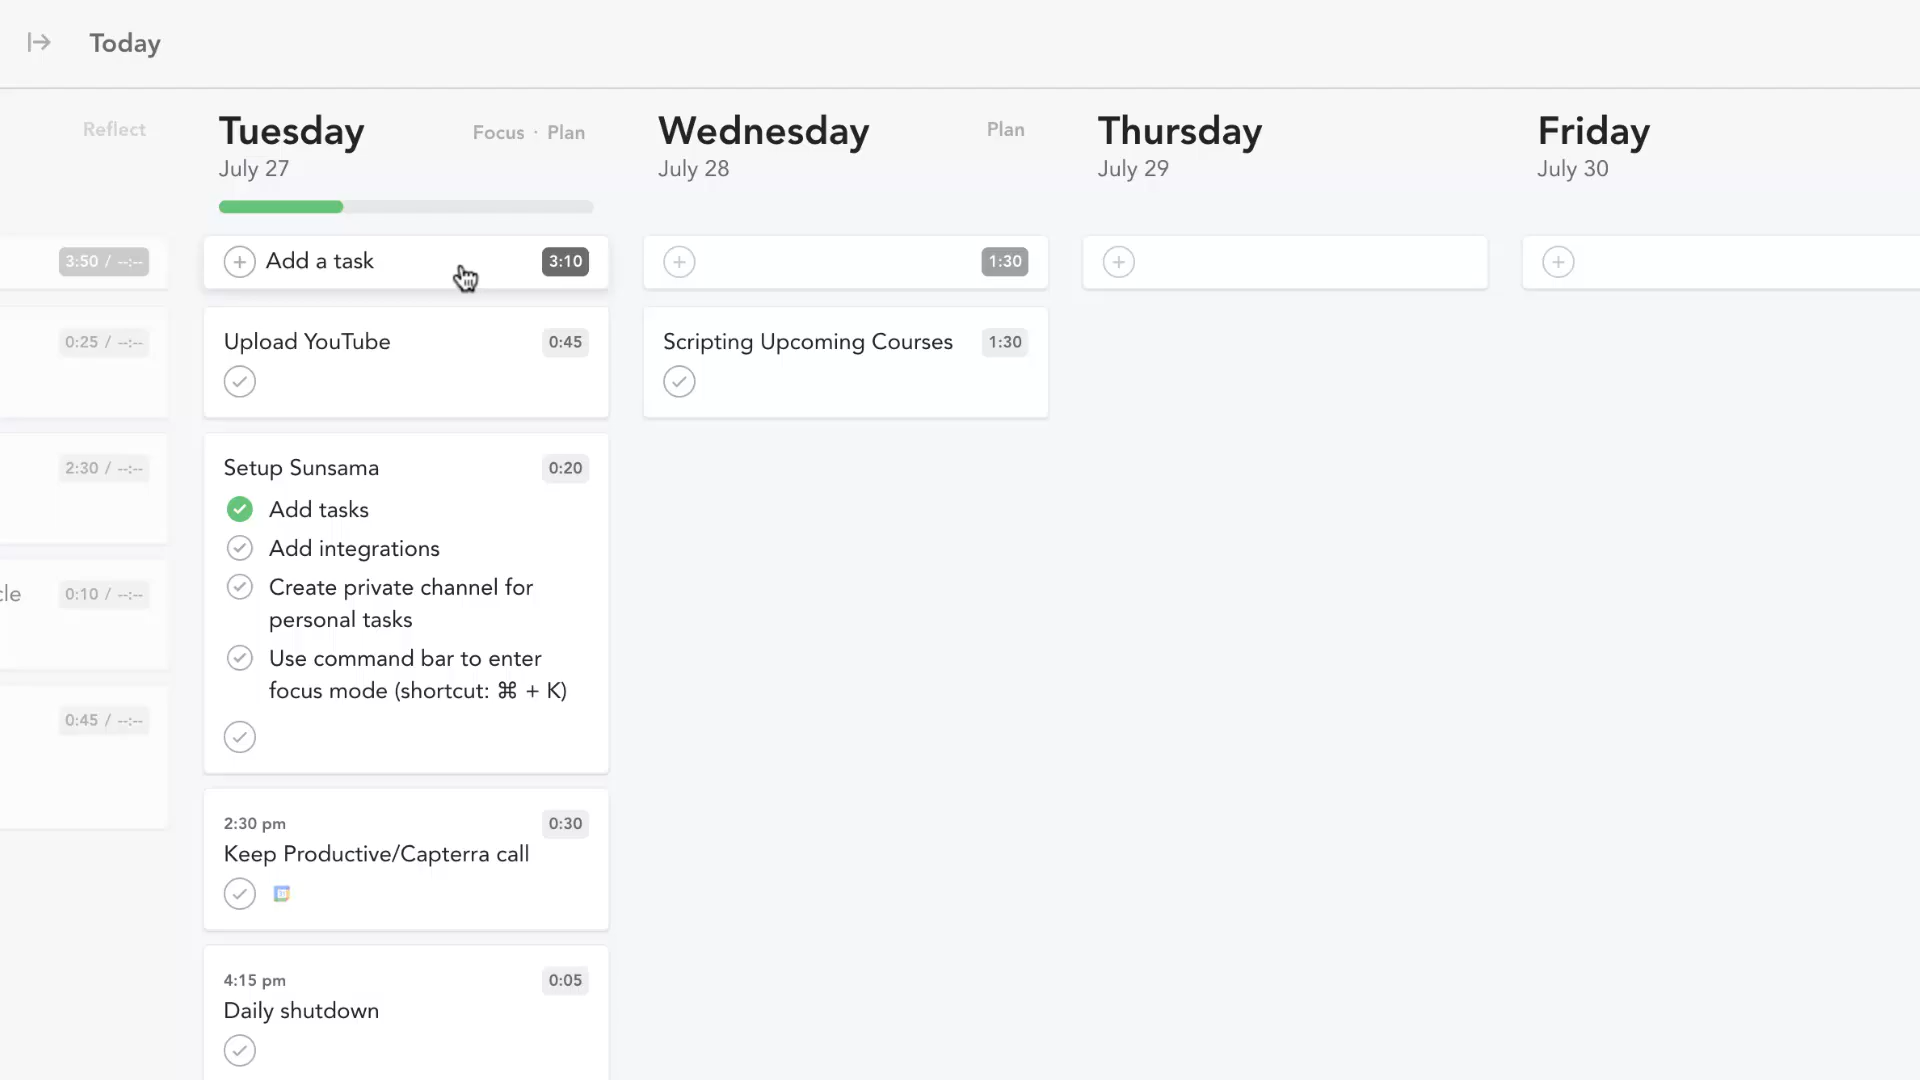 Today
Reflect
3:50 / --:--
0:25 / --:--
2:30 / --:--
cle 0:10 / --:--
0:45 / --:--
Tuesday Focus · Plan
July 27
Add a task 3:10
Upload YouTube 0:45
Setup Sunsama 0:20
Add tasks
Add integrations
Create private channel for
personal tasks
Use command bar to enter
focus mode (shortcut: ⌘ + K)
2:30 pm 0:30
Keep Productive/Capterra call
4:15 pm 0:05
Daily shutdown
Wednesday Plan
July 28
1:30
Scripting Upcoming Courses 1:30
Thursday
July 29
Friday
July 30